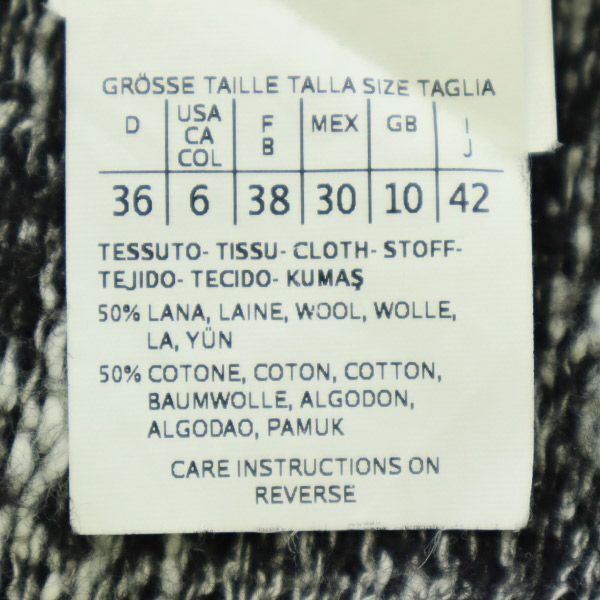 GRÖSSE TAILLE TALLA SIZE TAGLIA
D USA CA COL F B MEX GB I J
36 6 38 30 10 42
TESSUTO- TISSU- CLOTH- STOFF-
TEJIDO- TECIDO- KUMAŞ
50% LANA, LAINE, WOOL, WOLLE,
LA, YÜN
50% COTONE, COTON, COTTON,
BAUMWOLLE, ALGODON,
ALGODAO, PAMUK
CARE INSTRUCTIONS ON
REVERSE